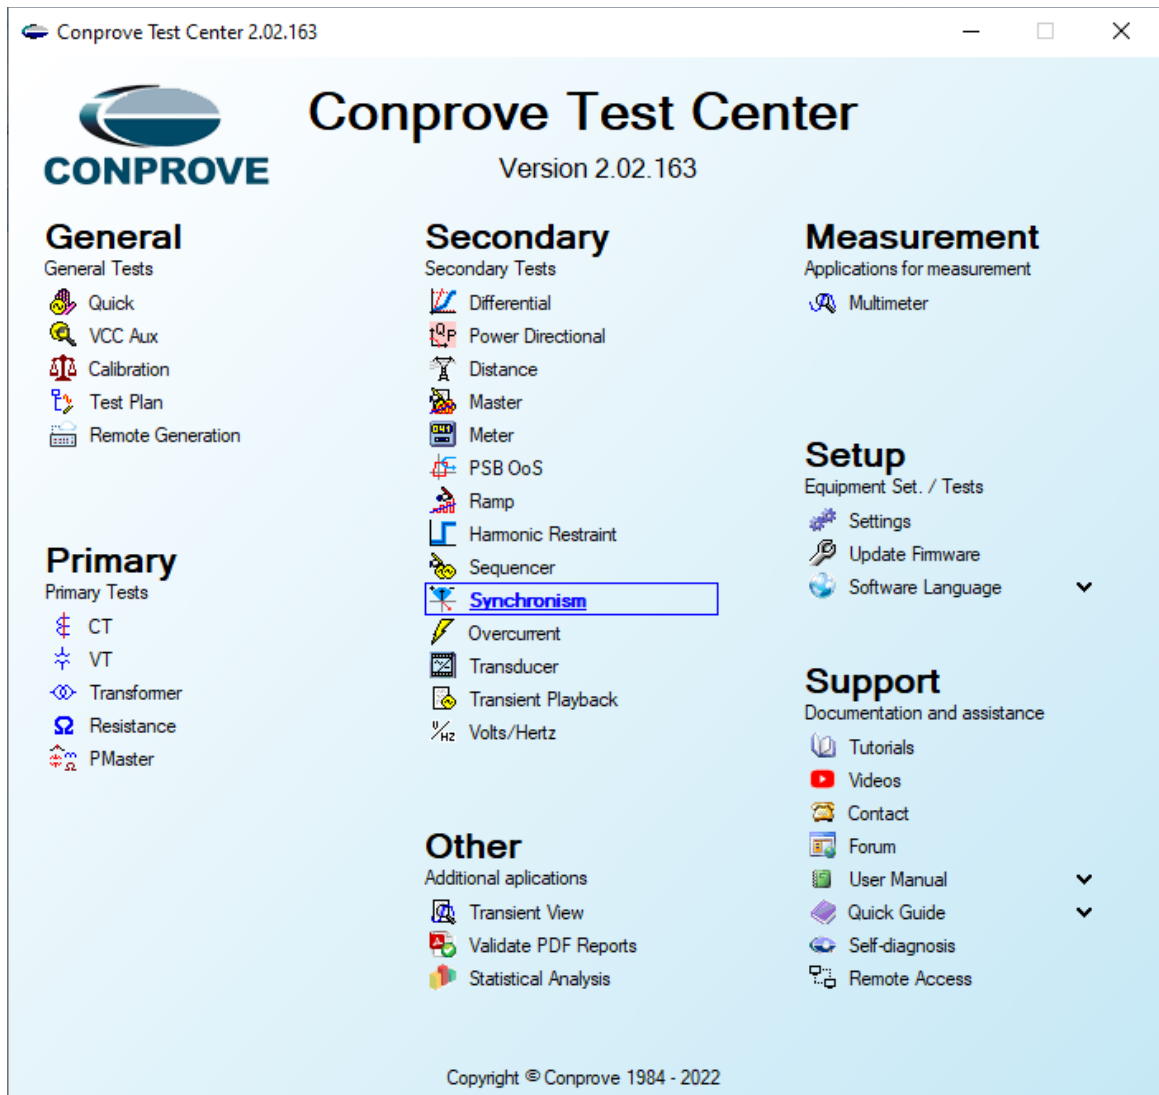 Conprove Test Center 2.02.163
CONPROVE
Conprove Test Center
Version 2.02.163
General
General Tests
Quick
VCC Aux
Calibration
Test Plan
Remote Generation
Primary
Primary Tests
CT
VT
Transformer
Resistance
PMaster
Secondary
Secondary Tests
Differential
Power Directional
Distance
Master
Meter
PSB OoS
Ramp
Harmonic Restraint
Sequencer
Synchronism
Overcurrent
Transducer
Transient Playback
Volts/Hertz
Other
Additional aplications
Transient View
Validate PDF Reports
Statistical Analysis
Measurement
Applications for measurement
Multimeter
Setup
Equipment Set. / Tests
Settings
Update Firmware
Software Language
Support
Documentation and assistance
Tutorials
Videos
Contact
Forum
User Manual
Quick Guide
Self-diagnosis
Remote Access
Copyright © Conprove 1984 - 2022